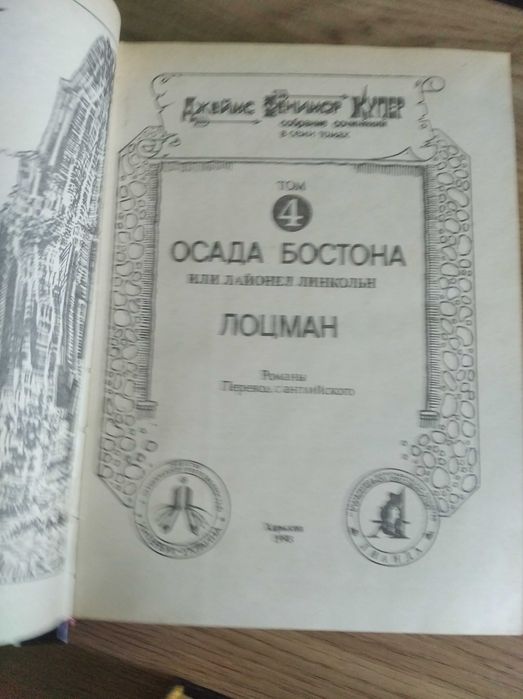 Джеймс Фенимор КУПЕР
собрание сочинений
в семи томах
ТОМ
4
ОСАДА БОСТОНА
ИЛИ ЛАЙОНЕЛ ЛИНКОЛЬН
ЛОЦМАН
Романы
Перевод с английского
Харьков